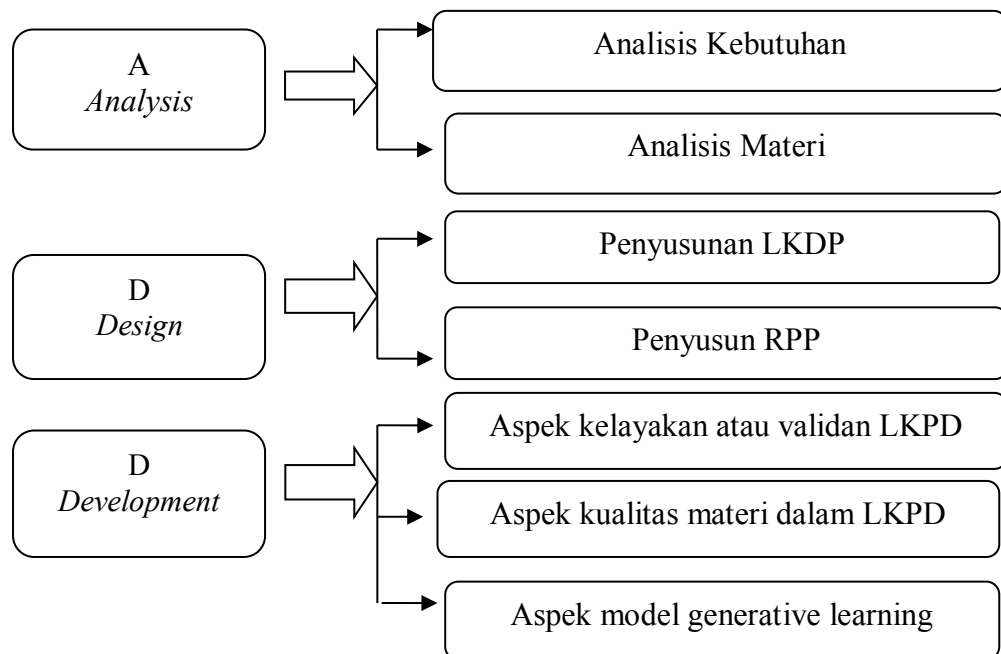 A
Analysis
Analisis Kebutuhan
Analisis Materi
D
Design
Penyusunan LKDP
Penyusun RPP
D
Development
Aspek kelayakan atau validan LKPD
Aspek kualitas materi dalam LKPD
Aspek model generative learning